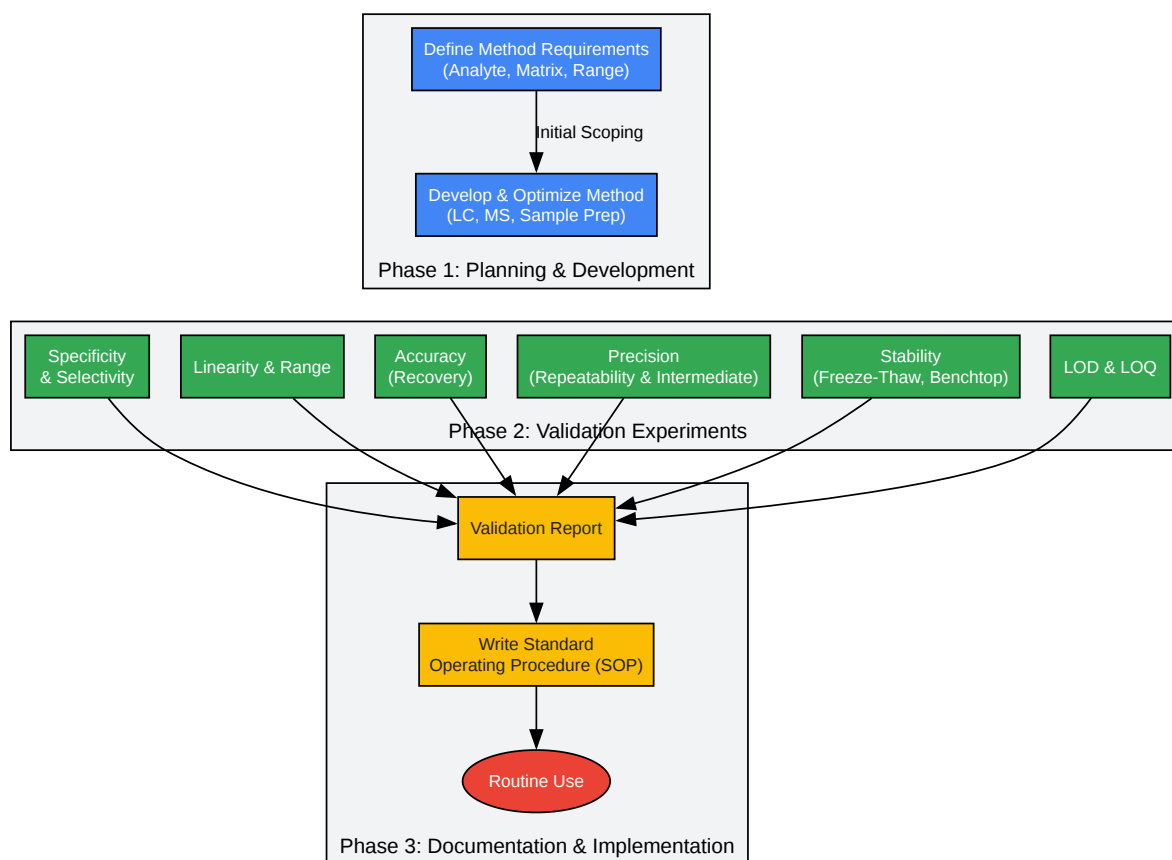 Define Method Requirements
(Analyte, Matrix, Range)
Initial Scoping
Develop & Optimize Method
(LC, MS, Sample Prep)
Phase 1: Planning & Development
Specificity
& Selectivity
Linearity & Range
Accuracy
(Recovery)
Precision
(Repeatability & Intermediate)
Stability
(Freeze-Thaw, Benchtop)
LOD & LOQ
Phase 2: Validation Experiments
Validation Report
Write Standard
Operating Procedure (SOP)
Routine Use
Phase 3: Documentation & Implementation